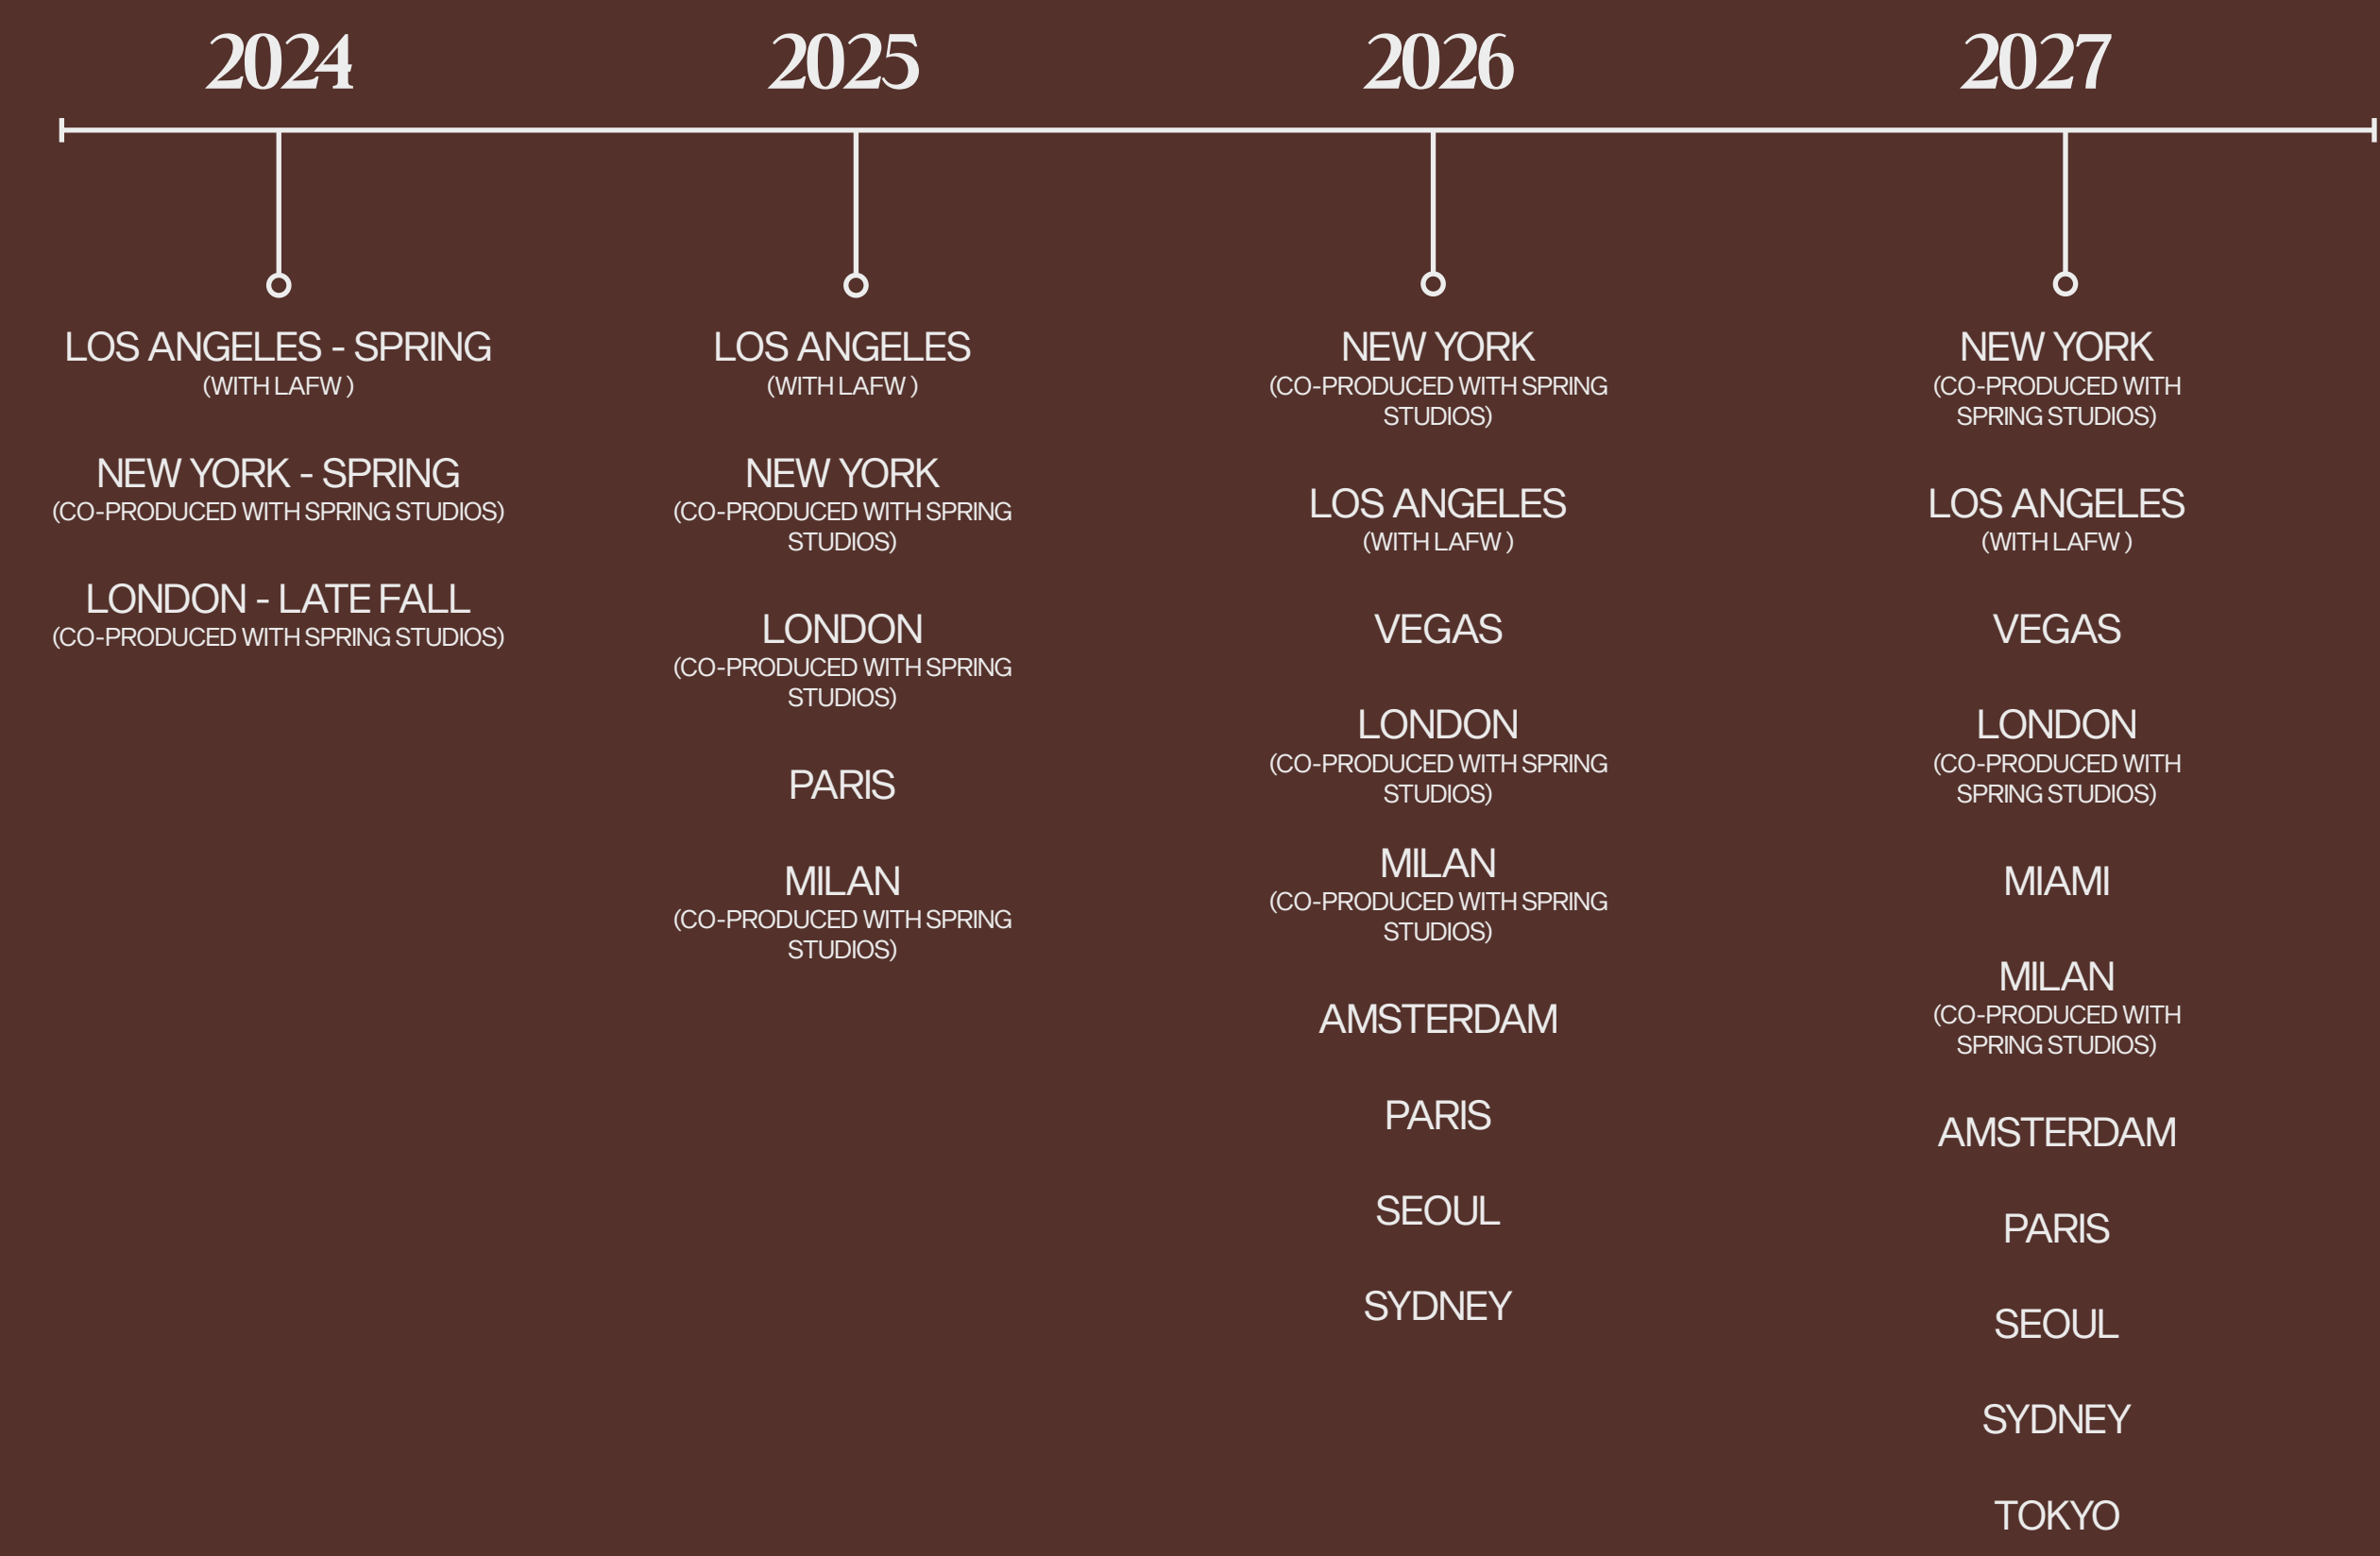 2024
LOS ANGELES - SPRING
(WITH LAFW )
NEW YORK - SPRING
(CO-PRODUCED WITH SPRING STUDIOS)
LONDON - LATE FALL
(CO-PRODUCED WITH SPRING STUDIOS)
2025
LOS ANGELES
(WITH LAFW )
NEW YORK
(CO-PRODUCED WITH SPRING
STUDIOS)
LONDON
(CO-PRODUCED WITH SPRING
STUDIOS)
PARIS
MILAN
(CO-PRODUCED WITH SPRING
STUDIOS)
2026
NEW YORK
(CO-PRODUCED WITH SPRING
STUDIOS)
LOS ANGELES
(WITH LAFW )
VEGAS
LONDON
(CO-PRODUCED WITH SPRING
STUDIOS)
MILAN
(CO-PRODUCED WITH SPRING
STUDIOS)
AMSTERDAM
PARIS
SEOUL
SYDNEY
2027
NEW YORK
(CO-PRODUCED WITH
SPRING STUDIOS)
LOS ANGELES
(WITH LAFW )
VEGAS
LONDON
(CO-PRODUCED WITH
SPRING STUDIOS)
MIAMI
MILAN
(CO-PRODUCED WITH
SPRING STUDIOS)
AMSTERDAM
PARIS
SEOUL
SYDNEY
TOKYO